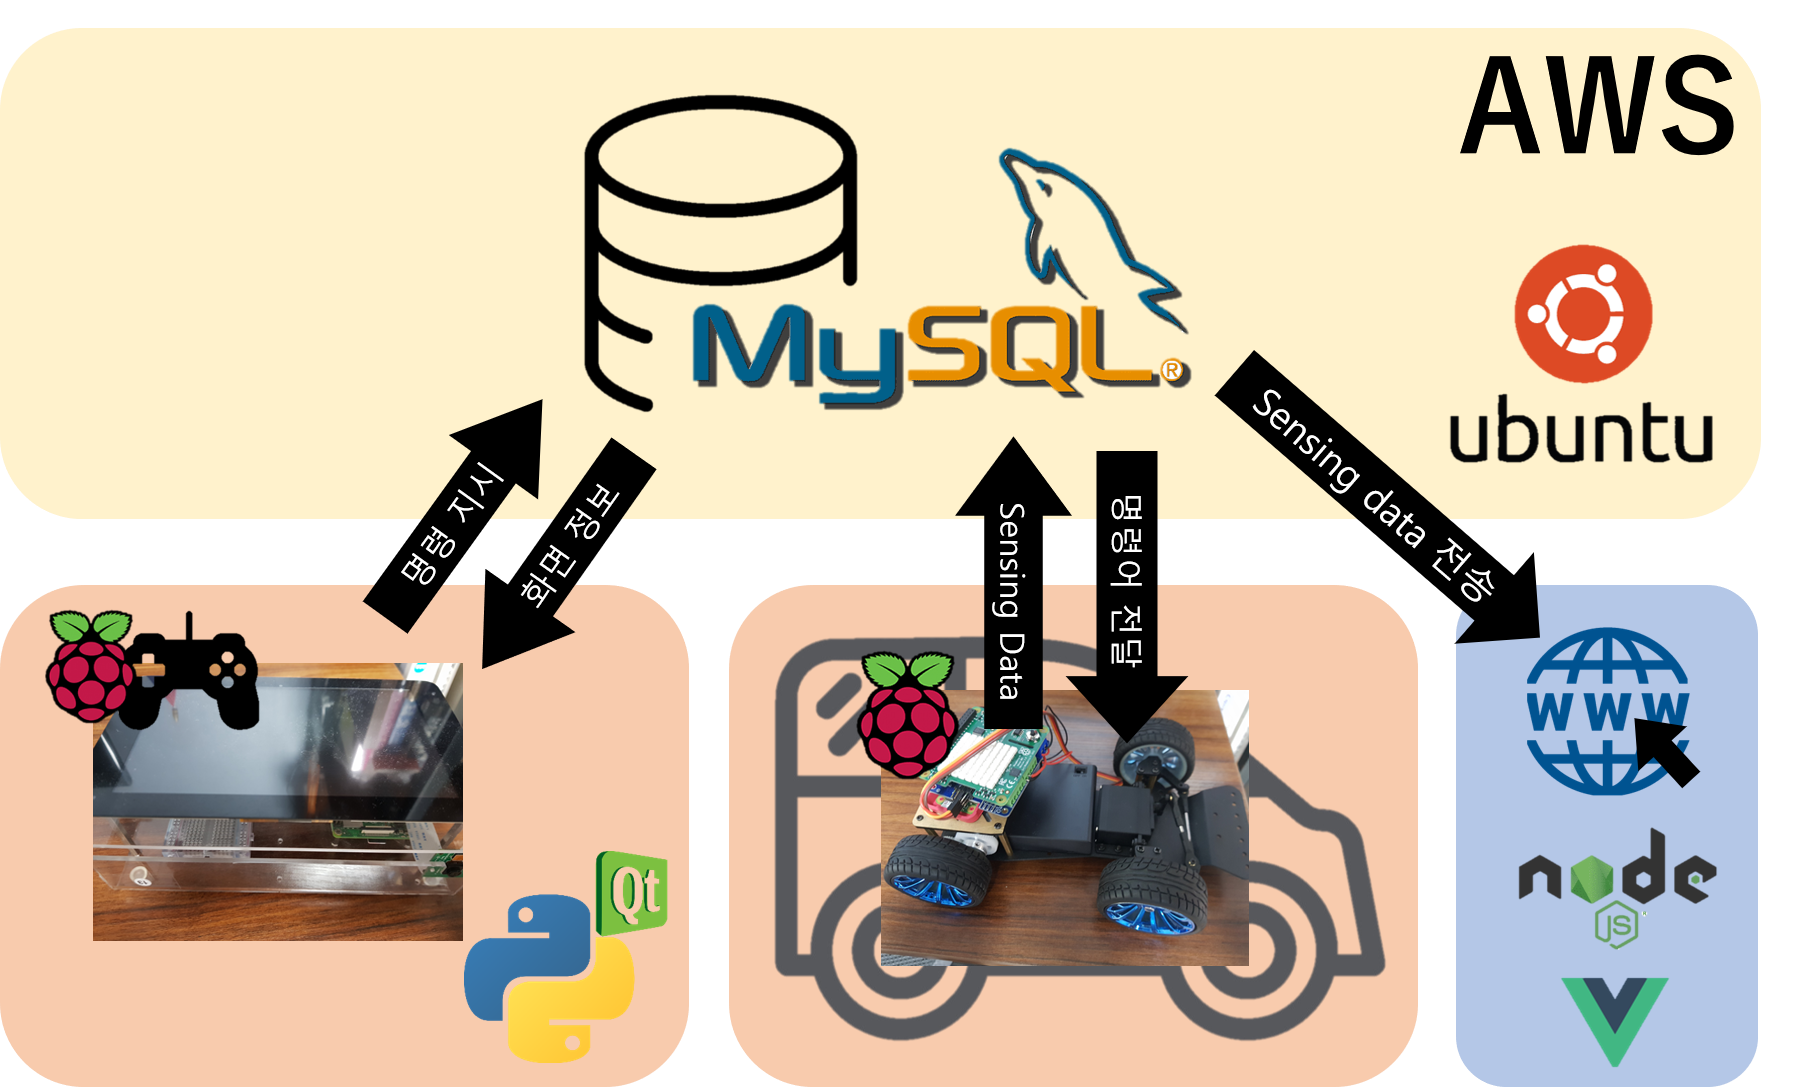 AWS
MySQL®
ubuntu
명령 지시
화면 정보
Sensing Data
명령어 전달
Sensing data 전송
Qt
WWW
node
JS